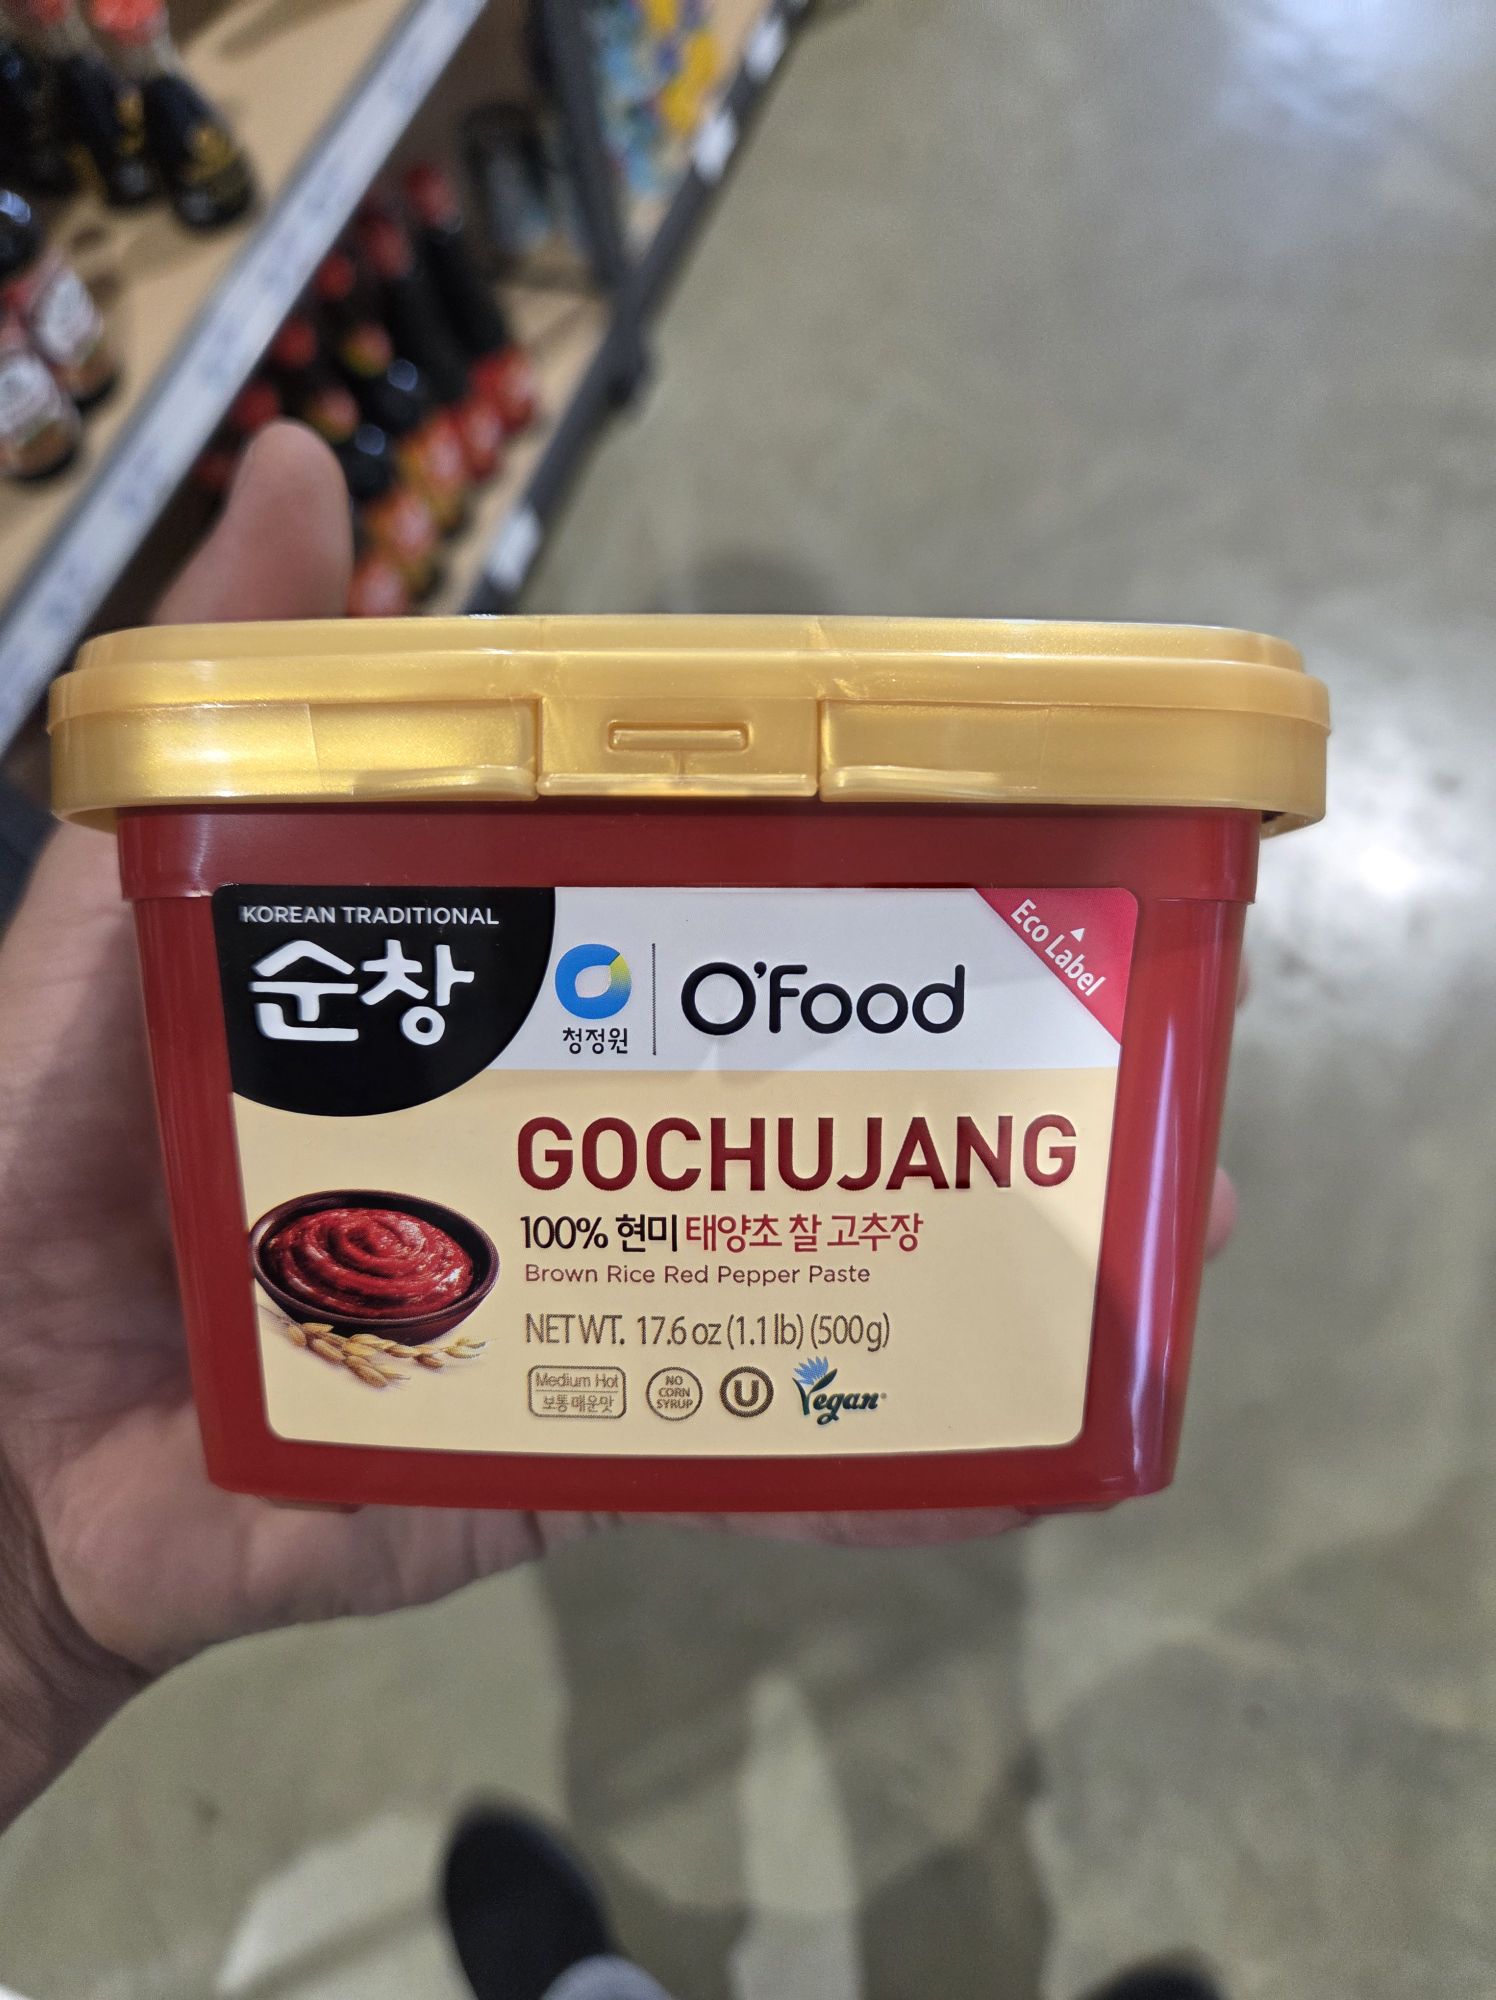 KOREAN TRADITIONAL
순창
청정원
O'Food
Eco Label
GOCHUJANG
100% 현미 태양초 찰 고추장
Brown Rice Red Pepper Paste
NET WT. 17.6 oz (1.1 lb) (500g)
Medium Hot
보통 매운맛
NO
CORN
SYRUP
U
Vegan